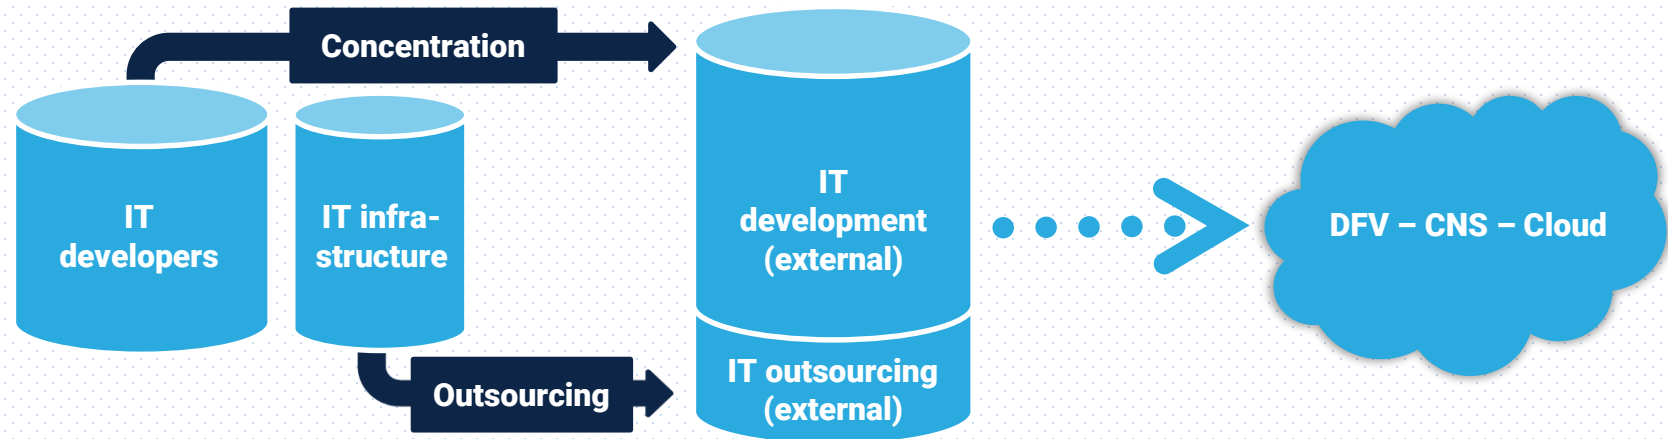 Concentration
IT
developers
IT infra-
structure
IT
development
(external)
DFV – CNS – Cloud
IT outsourcing
(external)
Outsourcing